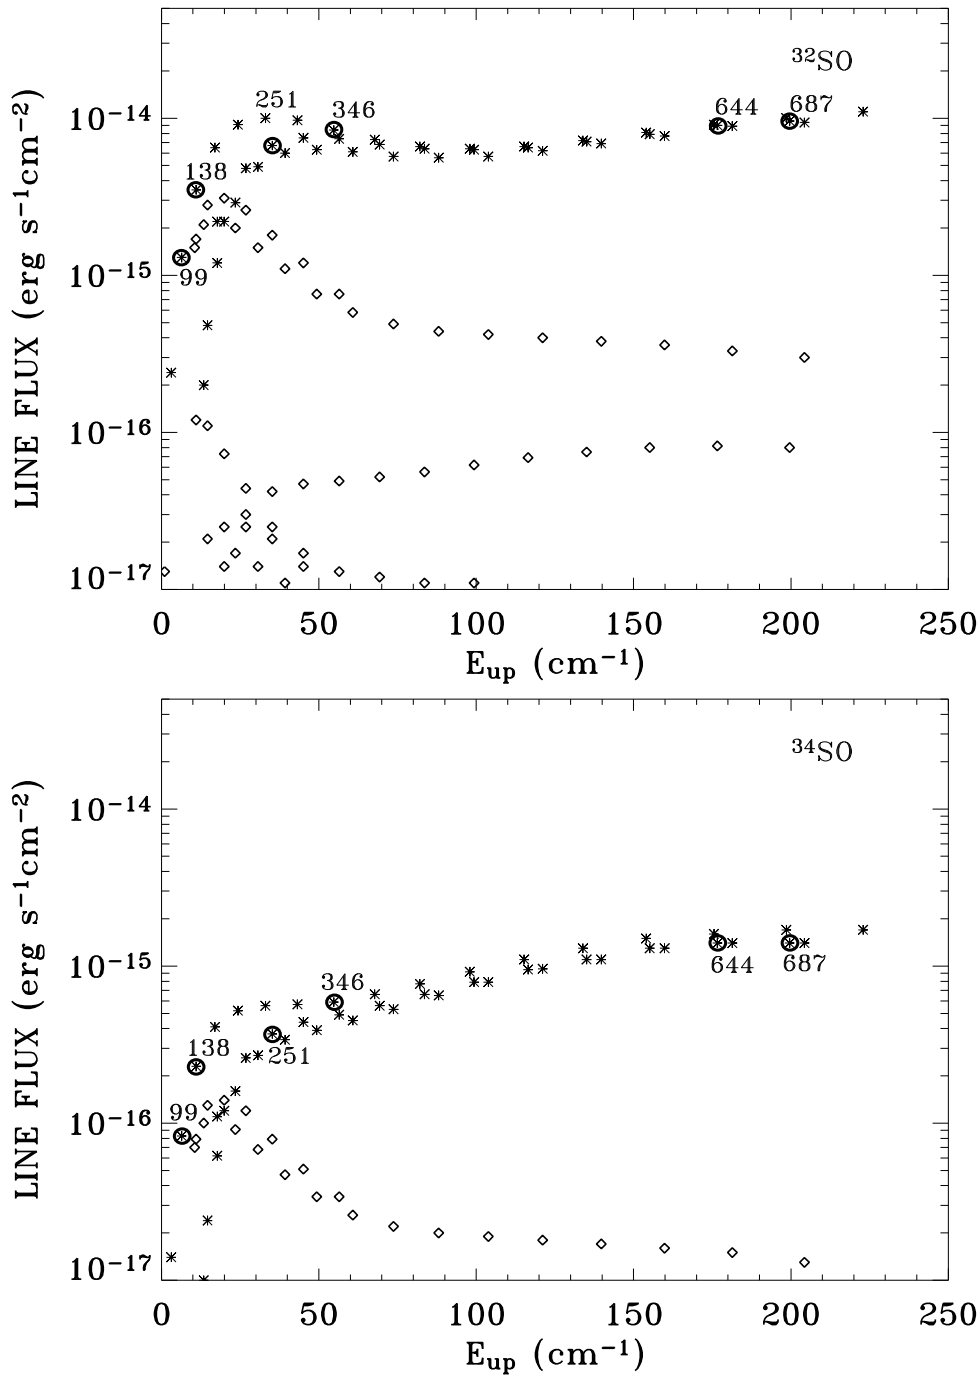 ³²SO
251
346
644
687
10⁻¹⁴
138
99
10⁻¹⁵
10⁻¹⁶
10⁻¹⁷
LINE FLUX (erg s⁻¹cm⁻²)
0 50 100 150 200 250
E_up (cm⁻¹)
³⁴SO
10⁻¹⁴
346
644
687
10⁻¹⁵
138
251
99
10⁻¹⁶
10⁻¹⁷
LINE FLUX (erg s⁻¹cm⁻²)
0 50 100 150 200 250
E_up (cm⁻¹)